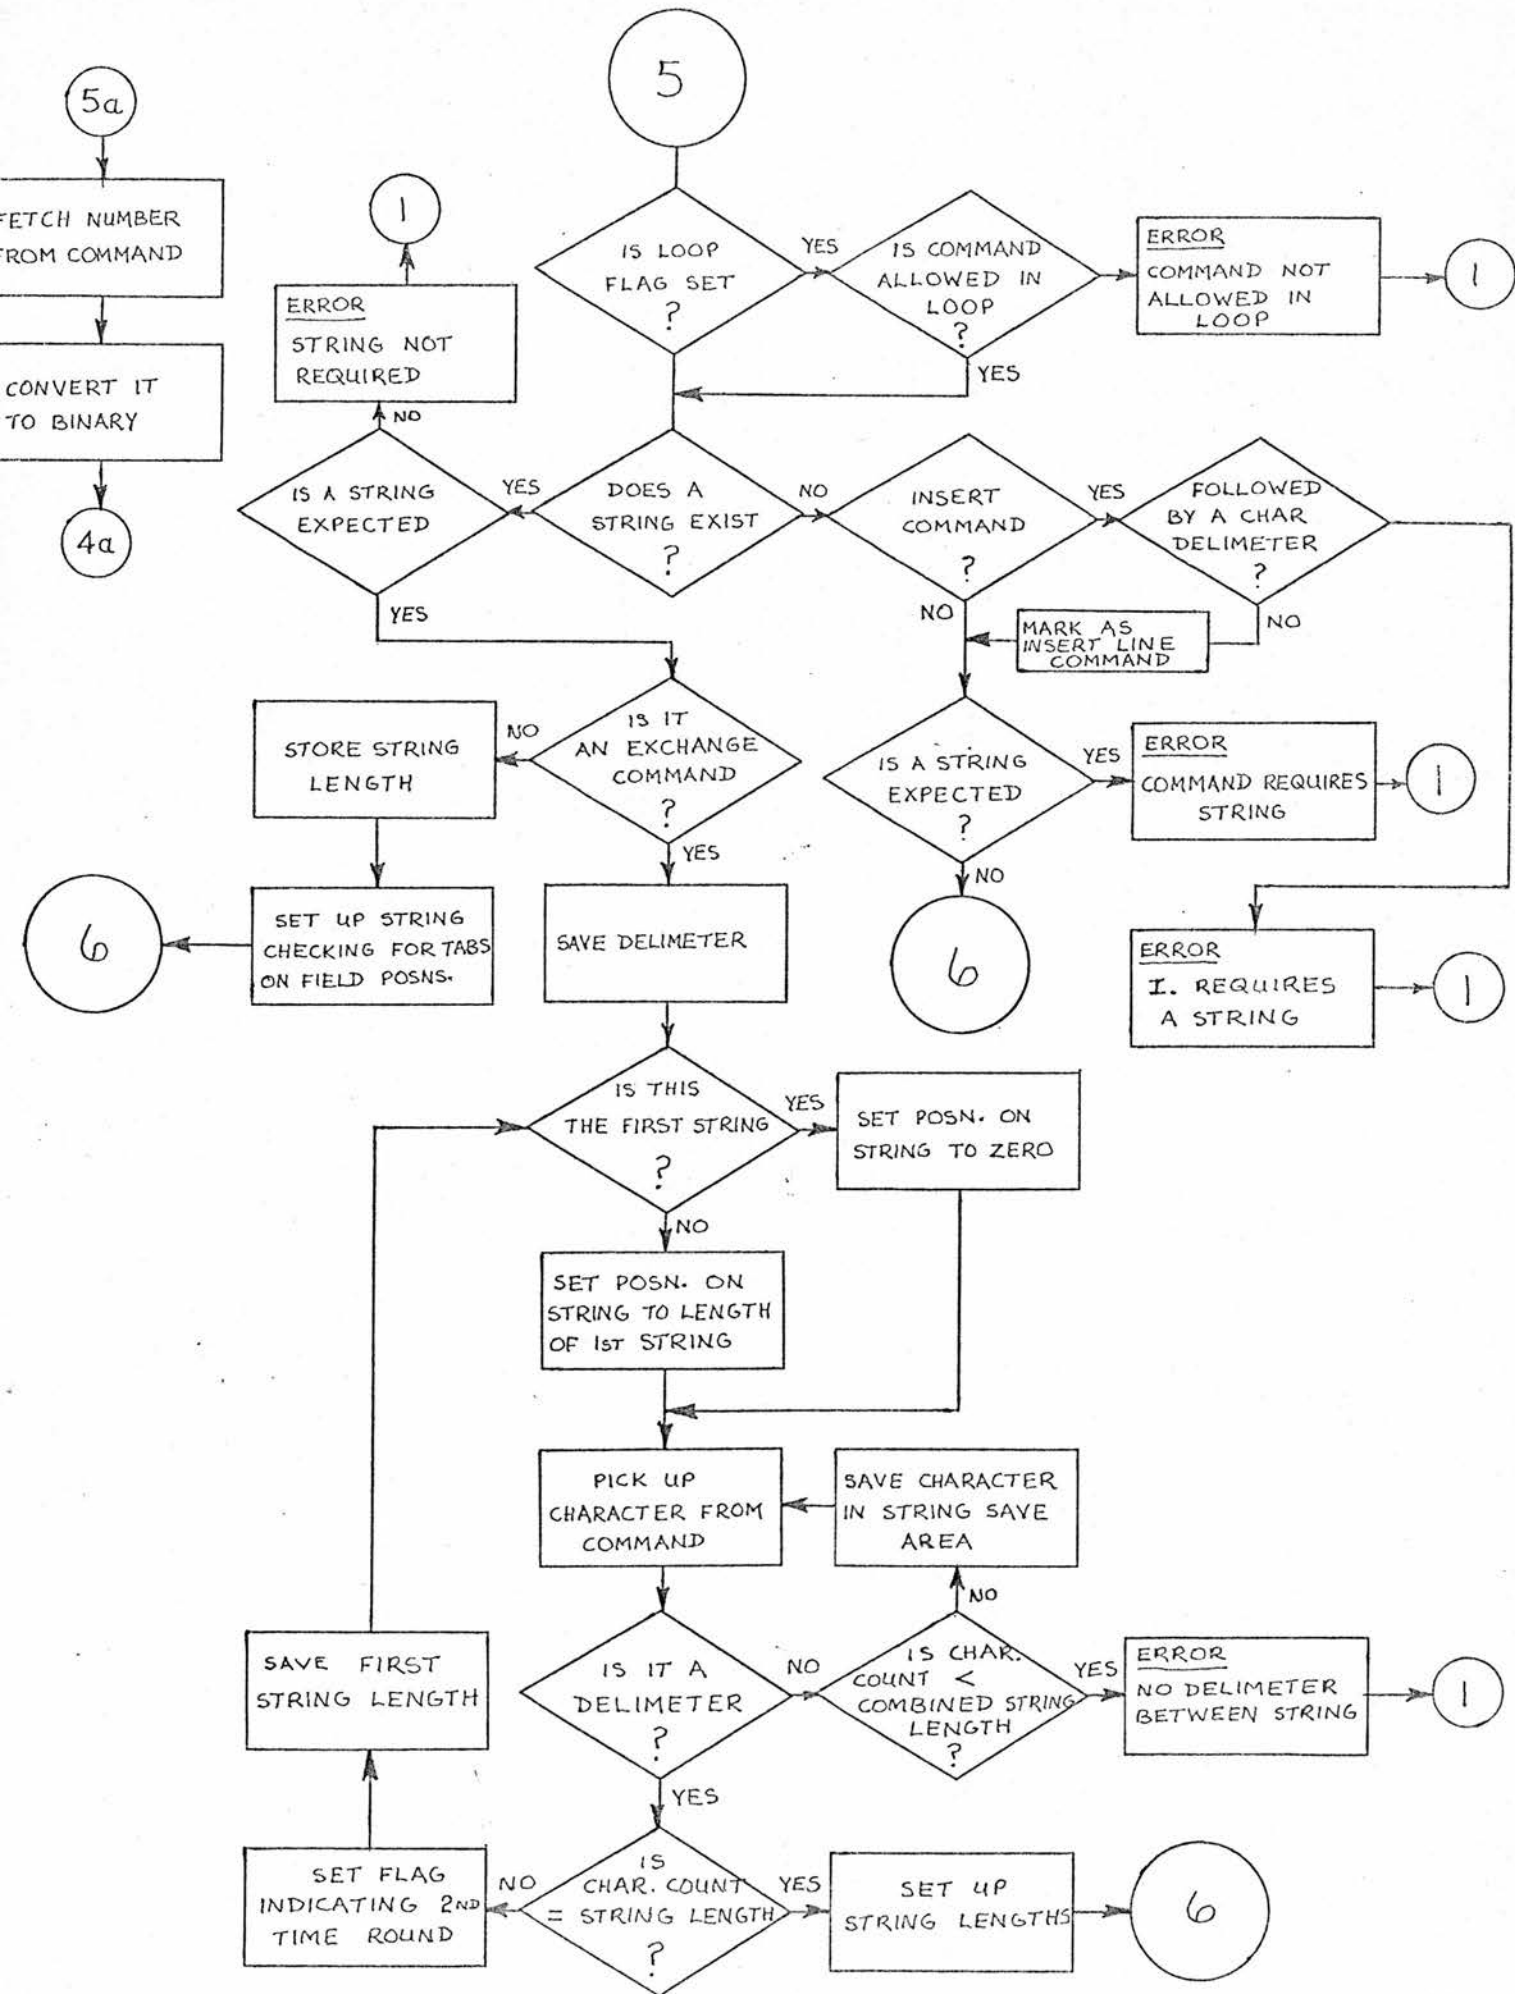 5
5a
FETCH NUMBER
FROM COMMAND
CONVERT IT
TO BINARY
4a
1
ERROR
STRING NOT
REQUIRED
NO
IS LOOP
FLAG SET
?
YES
IS COMMAND
ALLOWED IN
LOOP
?
YES
ERROR
COMMAND NOT
ALLOWED IN
LOOP
1
IS A STRING
EXPECTED
YES
YES
DOES A
STRING EXIST
?
NO
INSERT
COMMAND
?
NO
YES
FOLLOWED
BY A CHAR
DELIMETER
?
NO
MARK AS
INSERT LINE
COMMAND
STORE STRING
LENGTH
NO
IS IT
AN EXCHANGE
COMMAND
?
YES
IS A STRING
EXPECTED
?
YES
ERROR
COMMAND REQUIRES
STRING
1
NO
6
SET UP STRING
CHECKING FOR TABS
ON FIELD POSNS.
SAVE DELIMETER
6
ERROR
I. REQUIRES
A STRING
1
IS THIS
THE FIRST STRING
?
YES
SET POSN. ON
STRING TO ZERO
NO
SET POSN. ON
STRING TO LENGTH
OF 1ST STRING
PICK UP
CHARACTER FROM
COMMAND
SAVE CHARACTER
IN STRING SAVE
AREA
NO
SAVE FIRST
STRING LENGTH
IS IT A
DELIMETER
?
NO
IS CHAR.
COUNT <
COMBINED STRING
LENGTH
?
YES
ERROR
NO DELIMETER
BETWEEN STRING
1
YES
SET FLAG
INDICATING 2ND
TIME ROUND
NO
IS
CHAR. COUNT
= STRING LENGTH
?
YES
SET UP
STRING LENGTHS
6